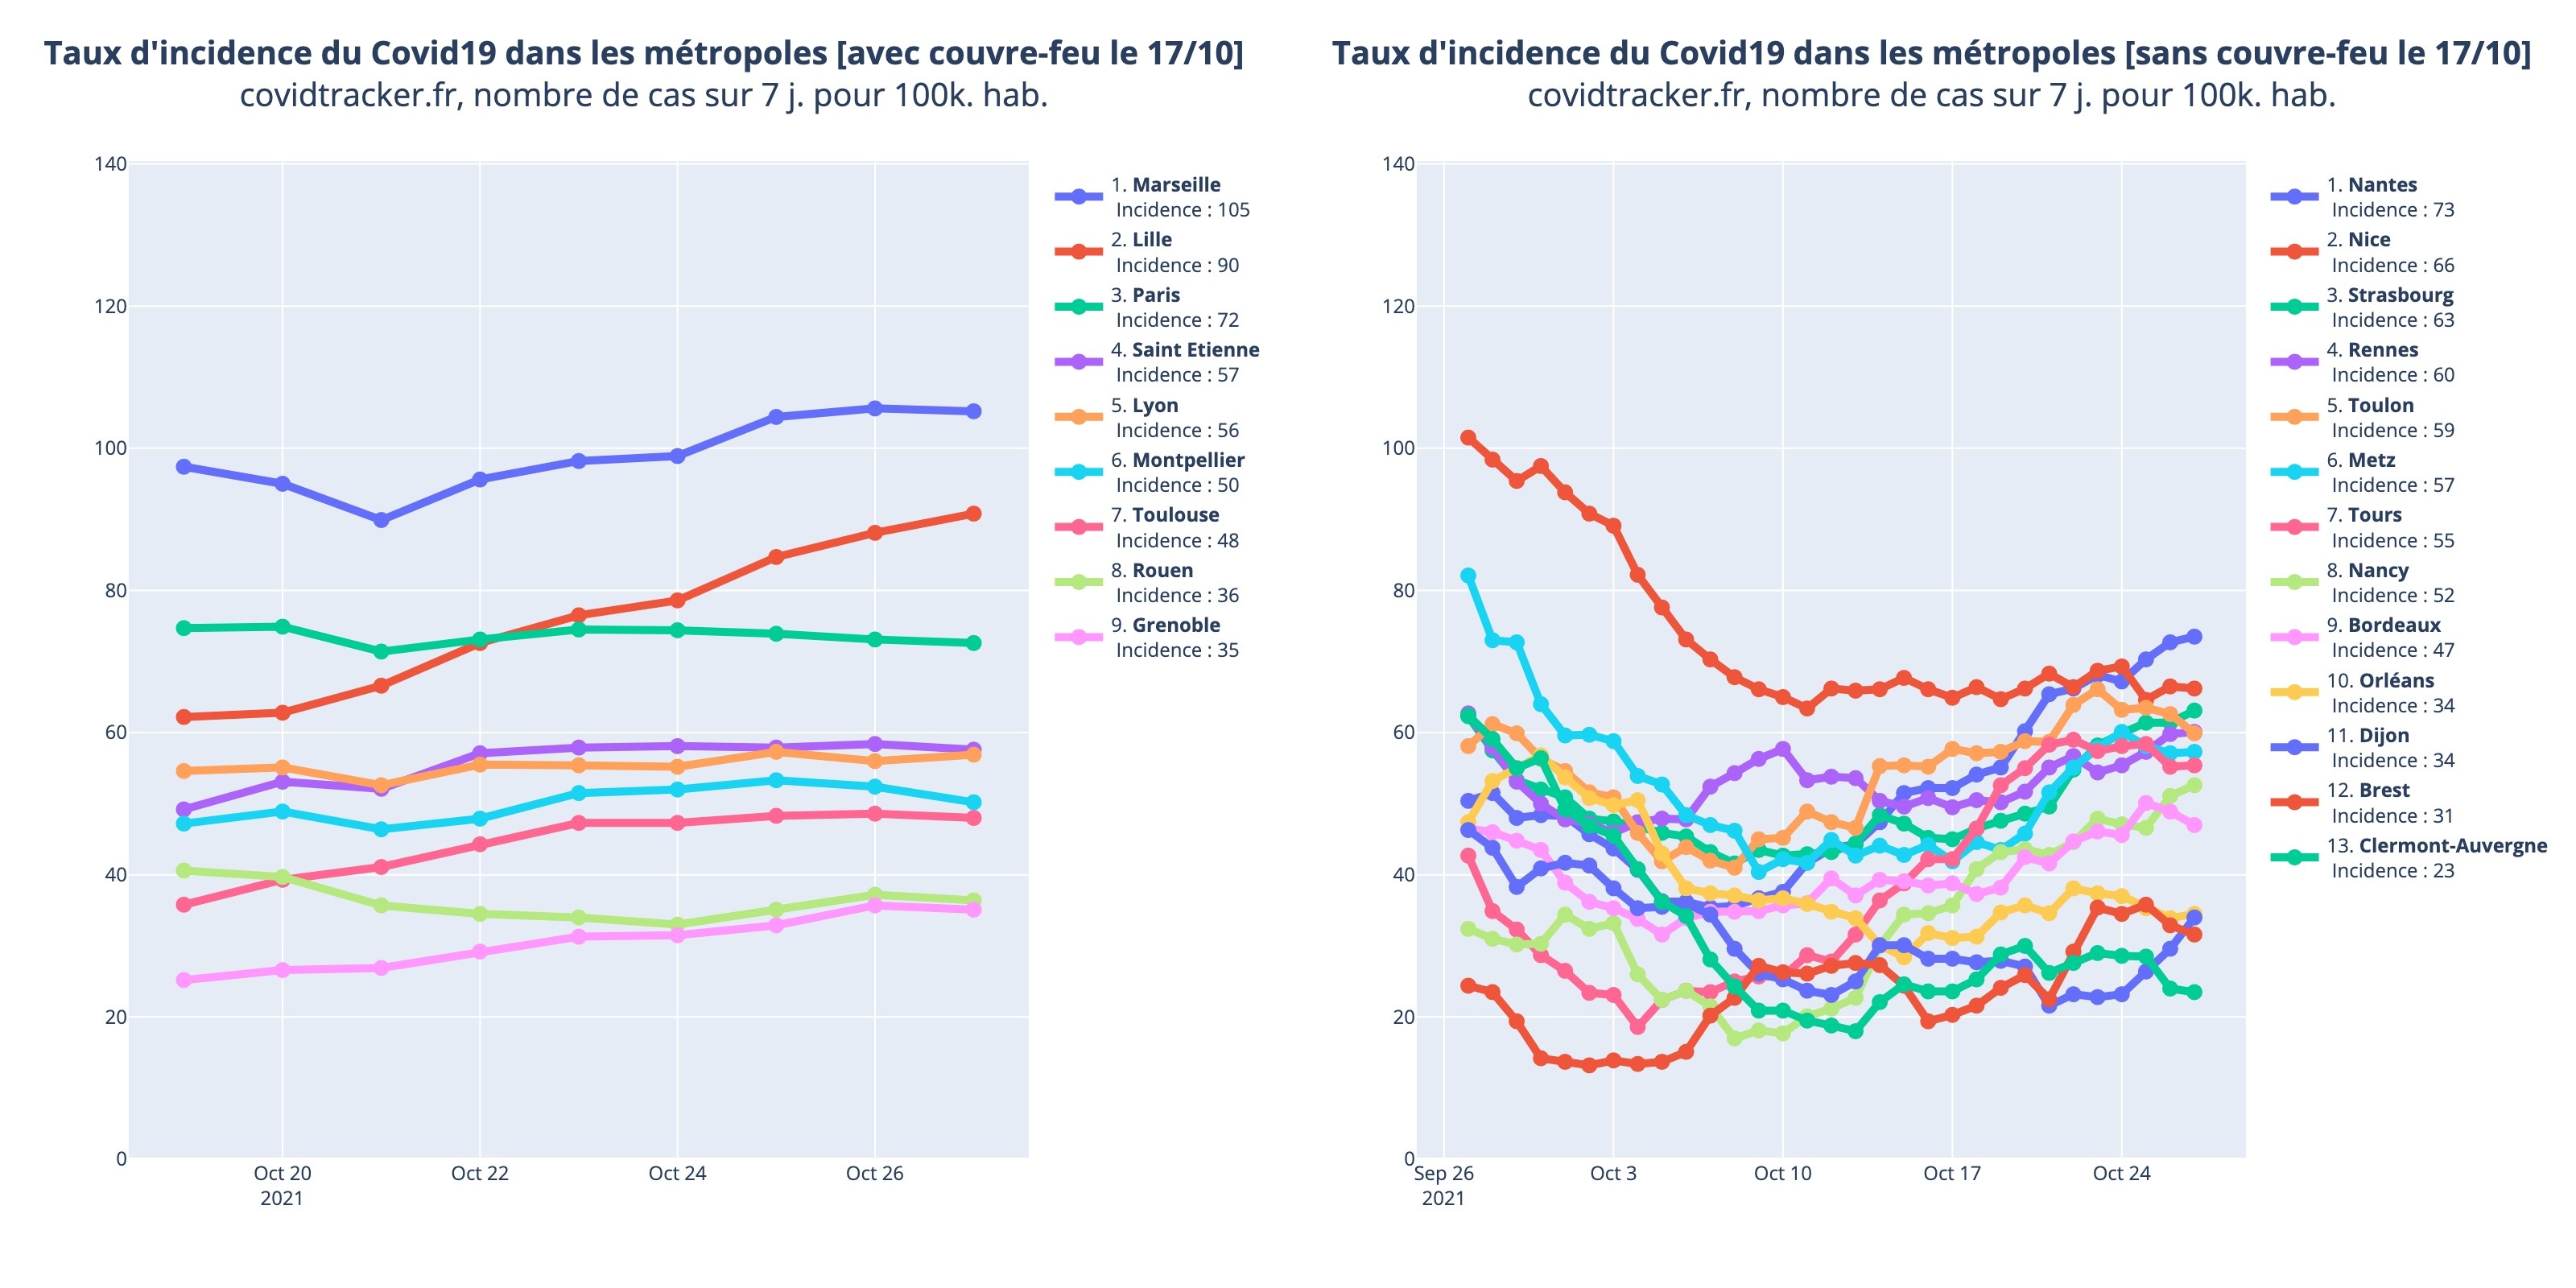 Taux d'incidence du Covid19 dans les métropoles [avec couvre-feu le 17/10]
covidtracker.fr, nombre de cas sur 7 j. pour 100k. hab.
140
120
100
80
60
40
20
0
Oct 20
2021
Oct 22
Oct 24
Oct 26
1. Marseille
Incidence : 105
2. Lille
Incidence : 90
3. Paris
Incidence : 72
4. Saint Etienne
Incidence : 57
5. Lyon
Incidence : 56
6. Montpellier
Incidence : 50
7. Toulouse
Incidence : 48
8. Rouen
Incidence : 36
9. Grenoble
Incidence : 35
Taux d'incidence du Covid19 dans les métropoles [sans couvre-feu le 17/10]
covidtracker.fr, nombre de cas sur 7 j. pour 100k. hab.
140
120
100
80
60
40
20
0
Sep 26
2021
Oct 3
Oct 10
Oct 17
Oct 24
1. Nantes
Incidence : 73
2. Nice
Incidence : 66
3. Strasbourg
Incidence : 63
4. Rennes
Incidence : 60
5. Toulon
Incidence : 59
6. Metz
Incidence : 57
7. Tours
Incidence : 55
8. Nancy
Incidence : 52
9. Bordeaux
Incidence : 47
10. Orléans
Incidence : 34
11. Dijon
Incidence : 34
12. Brest
Incidence : 31
13. Clermont-Auvergne
Incidence : 23